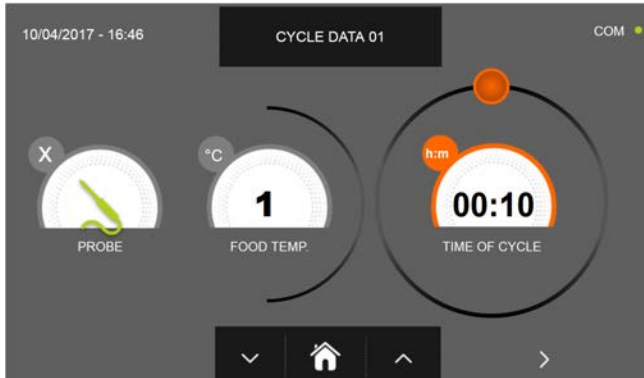 10/04/2017 - 16:46
CYCLE DATA 01
COM
X
°C
h:m
1
00:10
PROBE
FOOD TEMP.
TIME OF CYCLE